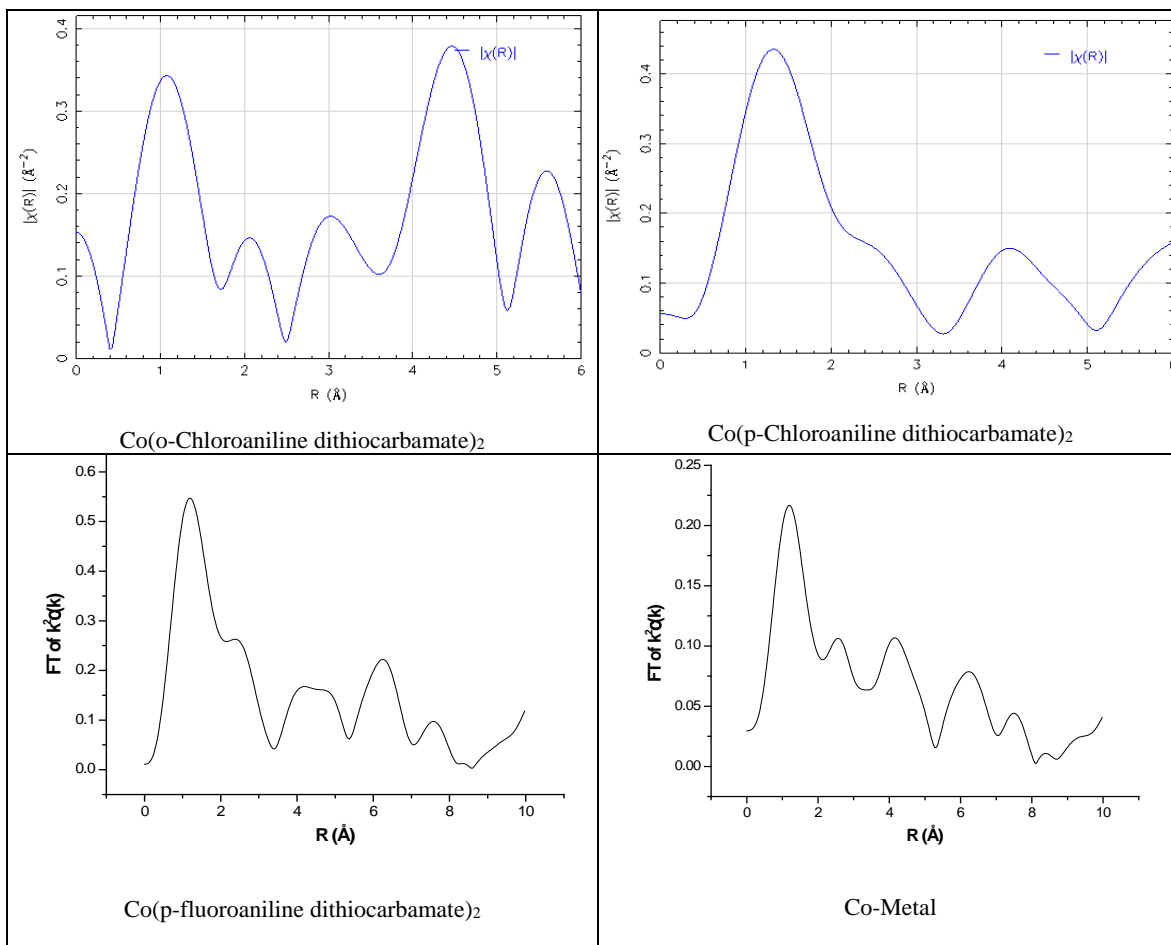 0.4
0.3
0.2
0.1
0
|χ(R)| (Å⁻²)
|χ(R)|
0 1 2 3 4 5 6
R (Å)
Co(o-Chloroaniline dithiocarbamate)₂
0.4
0.3
0.2
0.1
0
|χ(R)| (Å⁻²)
|χ(R)|
0 1 2 3 4 5
R (Å)
Co(p-Chloroaniline dithiocarbamate)₂
0.6
0.5
0.4
0.3
0.2
0.1
0.0
FT of k²α(k)
0 2 4 6 8 10
R (Å)
Co(p-fluoroaniline dithiocarbamate)₂
0.25
0.20
0.15
0.10
0.05
0.00
FT of k²α(k)
0 2 4 6 8 10
R (Å)
Co-Metal